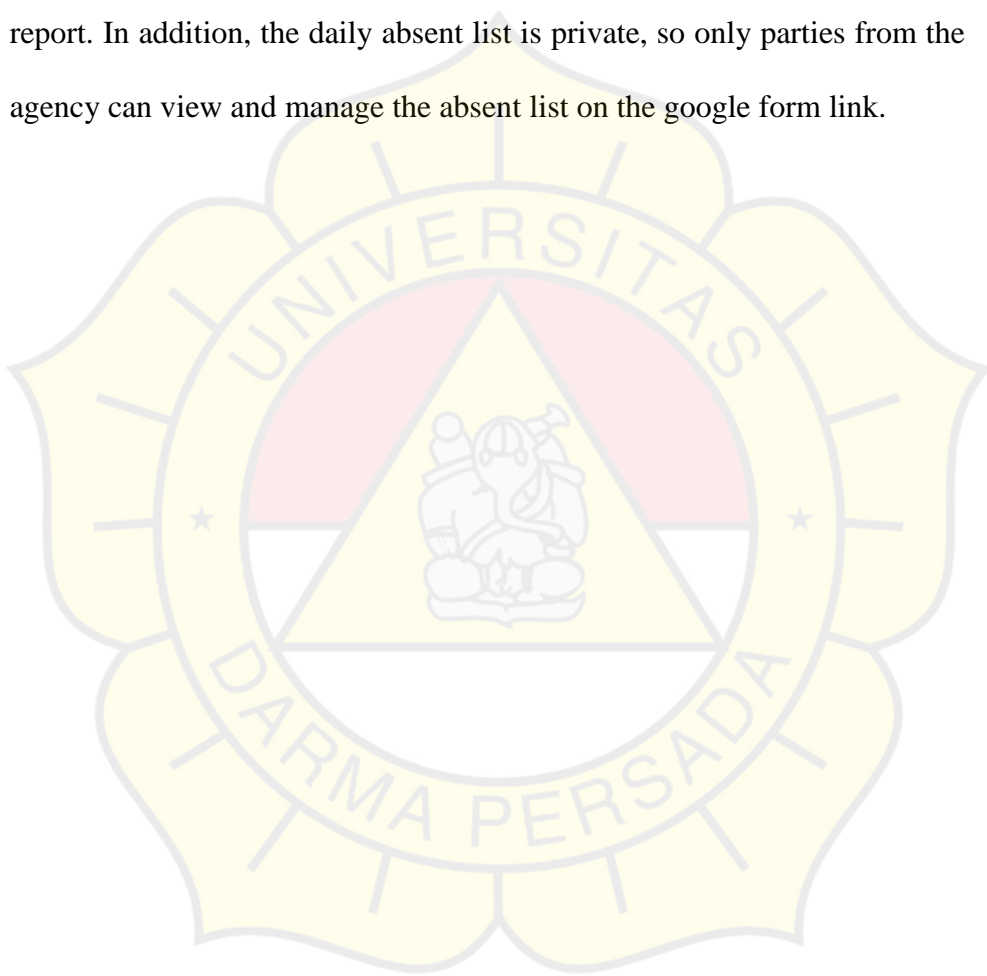 report. In addition, the daily absent list is private, so only parties from the
agency can view and manage the absent list on the google form link.
UNIVERSITAS
DARMA PERSADA